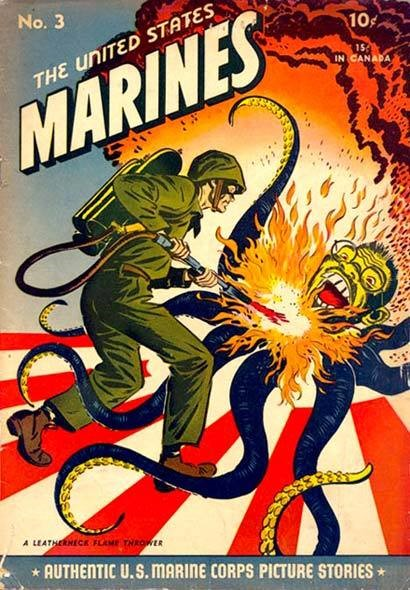 No. 3
10¢
15¢
IN CANADA
THE UNITED STATES
MARINES
A LEATHERNECK FLAME THROWER
★ AUTHENTIC U.S. MARINE CORPS PICTURE STORIES ★